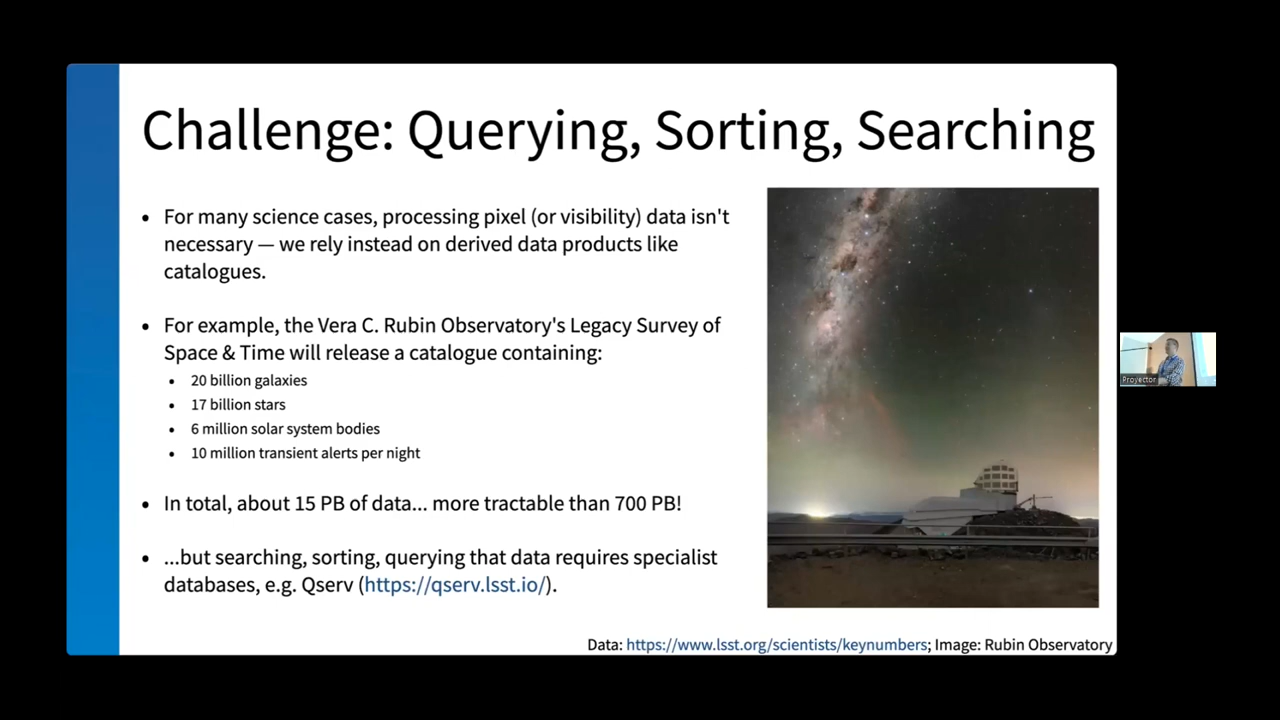 Challenge: Querying, Sorting, Searching
• For many science cases, processing pixel (or visibility) data isn't
necessary — we rely instead on derived data products like
catalogues.
• For example, the Vera C. Rubin Observatory's Legacy Survey of
Space & Time will release a catalogue containing:
• 20 billion galaxies
• 17 billion stars
• 6 million solar system bodies
• 10 million transient alerts per night
• In total, about 15 PB of data... more tractable than 700 PB!
• ...but searching, sorting, querying that data requires specialist
databases, e.g. Qserv (https://qserv.lsst.io/).
Data: https://www.lsst.org/scientists/keynumbers; Image: Rubin Observatory
Proyector